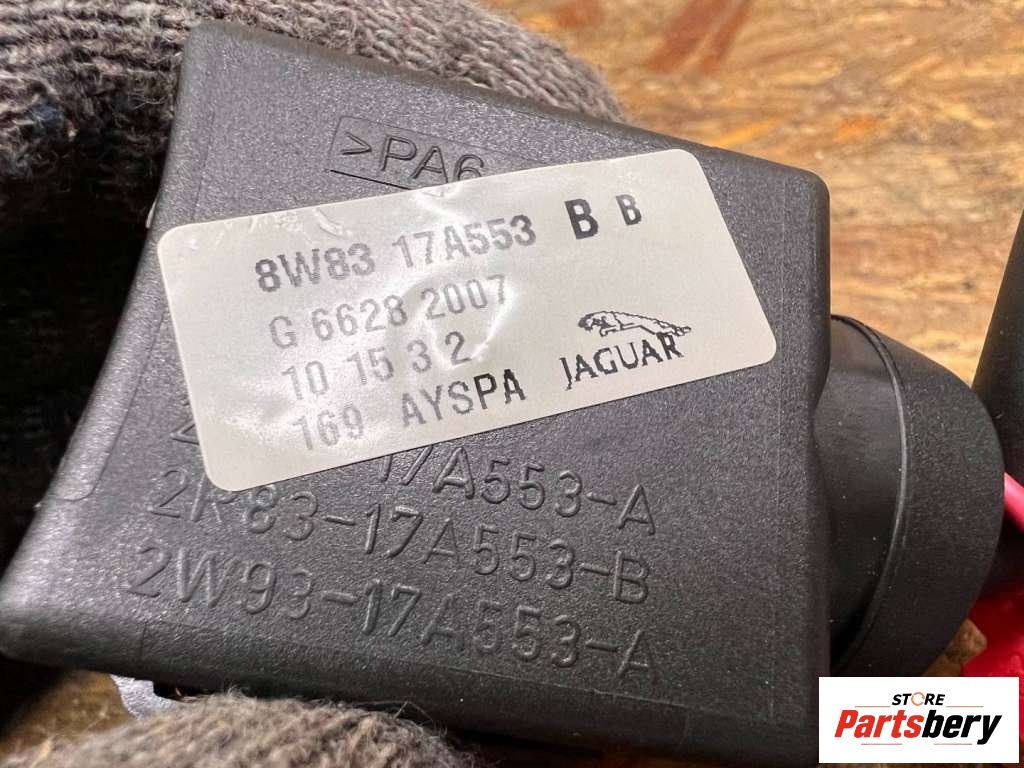 >PA6
8W83 17A553 B B
G 6628 2007
10 15 3 2
169 AYSPA JAGUAR
17A553-A
2R83-17A553-B
2W93-17A553-A
STORE
Partsbery